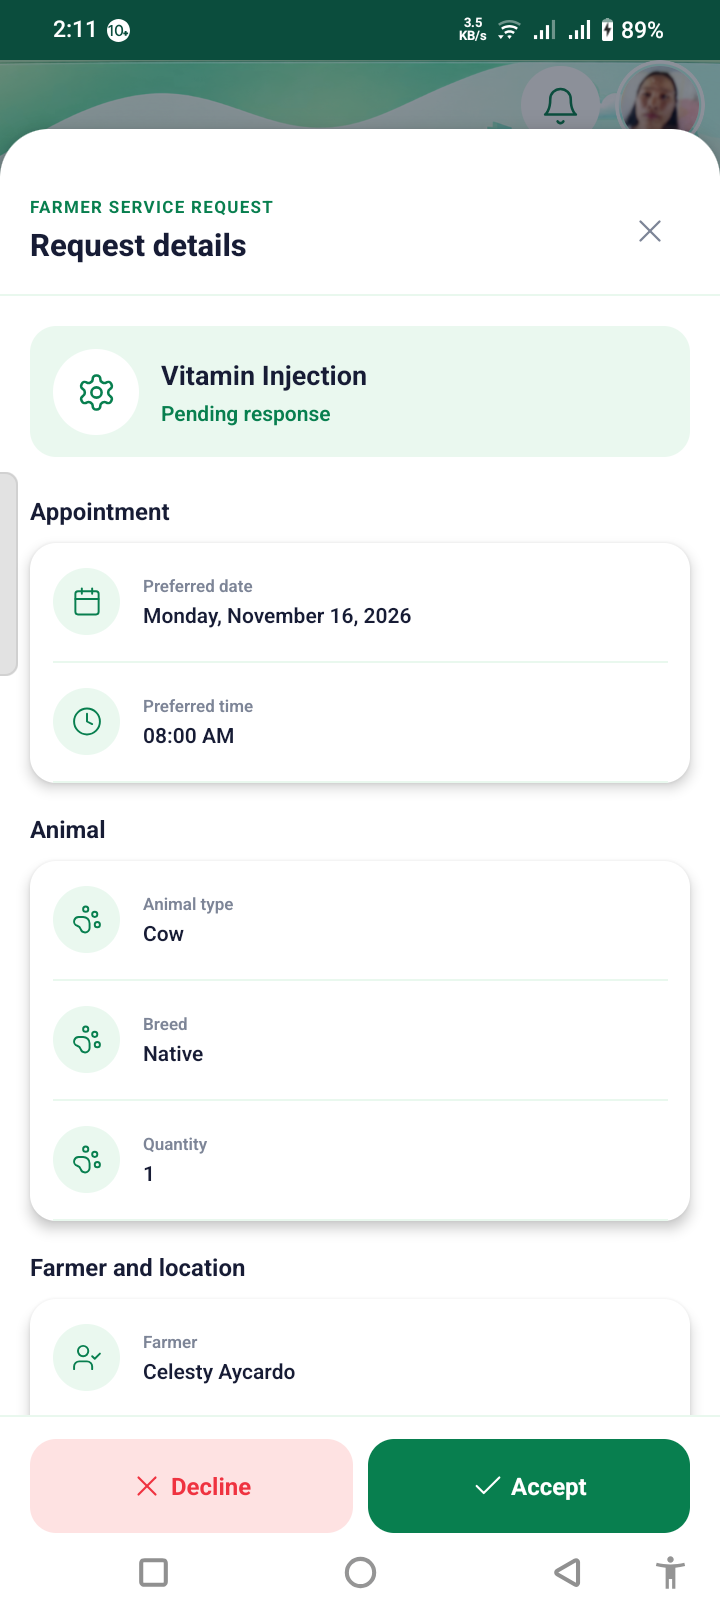 2:11
10
3.5
KB/s
89%
FARMER SERVICE REQUEST
Request details
Vitamin Injection
Pending response
Appointment
Preferred date
Monday, November 16, 2026
Preferred time
08:00 AM
Animal
Animal type
Cow
Breed
Native
Quantity
1
Farmer and location
Farmer
Celesty Aycardo
Decline
Accept